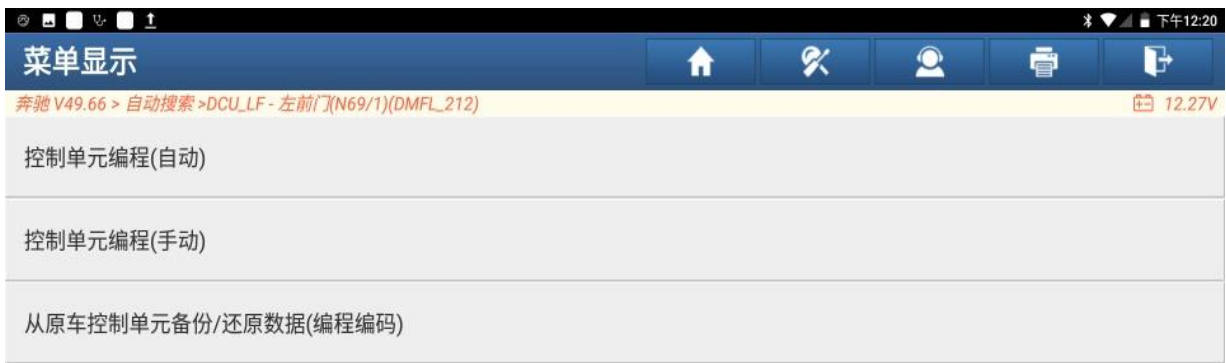 下午12:20
菜单显示
奔驰 V49.66 > 自动搜索 >DCU_LF - 左前门(N69/1)(DMFL_212) 12.27V
控制单元编程(自动)
控制单元编程(手动)
从原车控制单元备份/还原数据(编程编码)